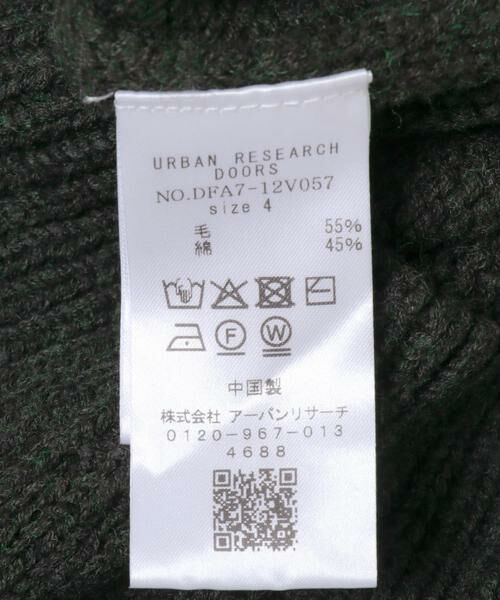 URBAN RESEARCH
DOORS
NO.DFA7-12V057
size 4
毛 55%
綿 45%
F W
中国製
株式会社 アーバンリサーチ
0120-967-013
4688